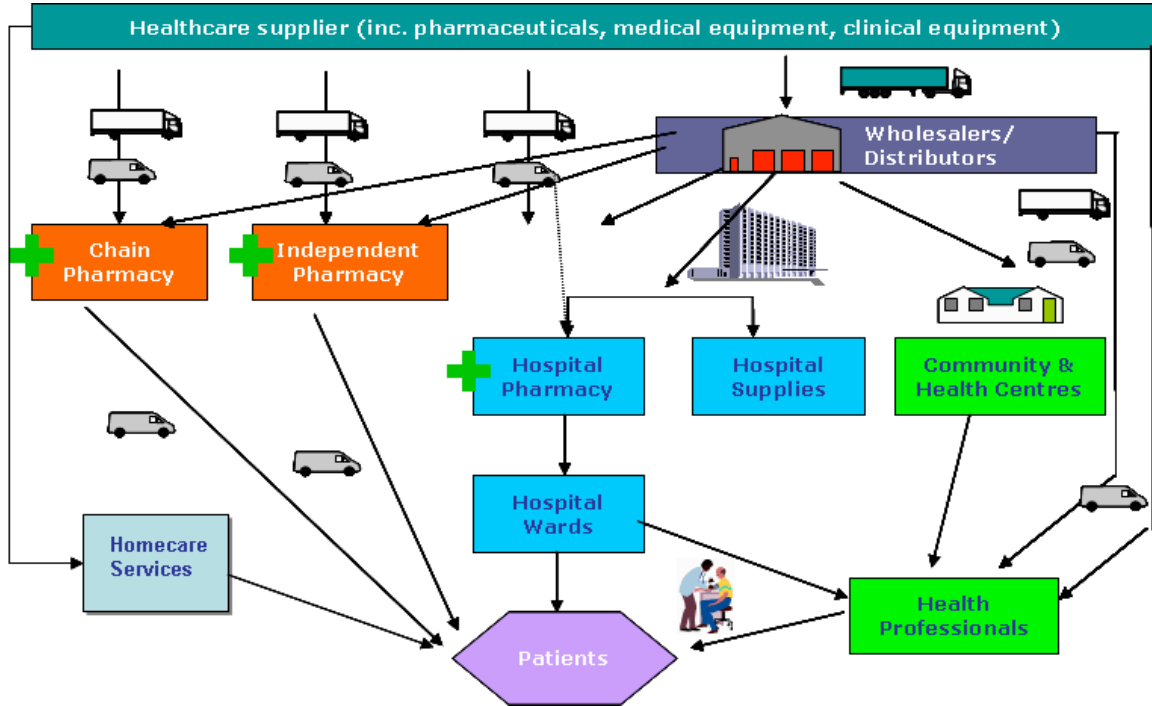 Healthcare supplier (inc. pharmaceuticals, medical equipment, clinical equipment)
Wholesalers/
Distributors
Chain
Pharmacy
Independent
Pharmacy
Hospital
Pharmacy
Hospital
Supplies
Community &
Health Centres
Hospital
Wards
Homecare
Services
Health
Professionals
Patients